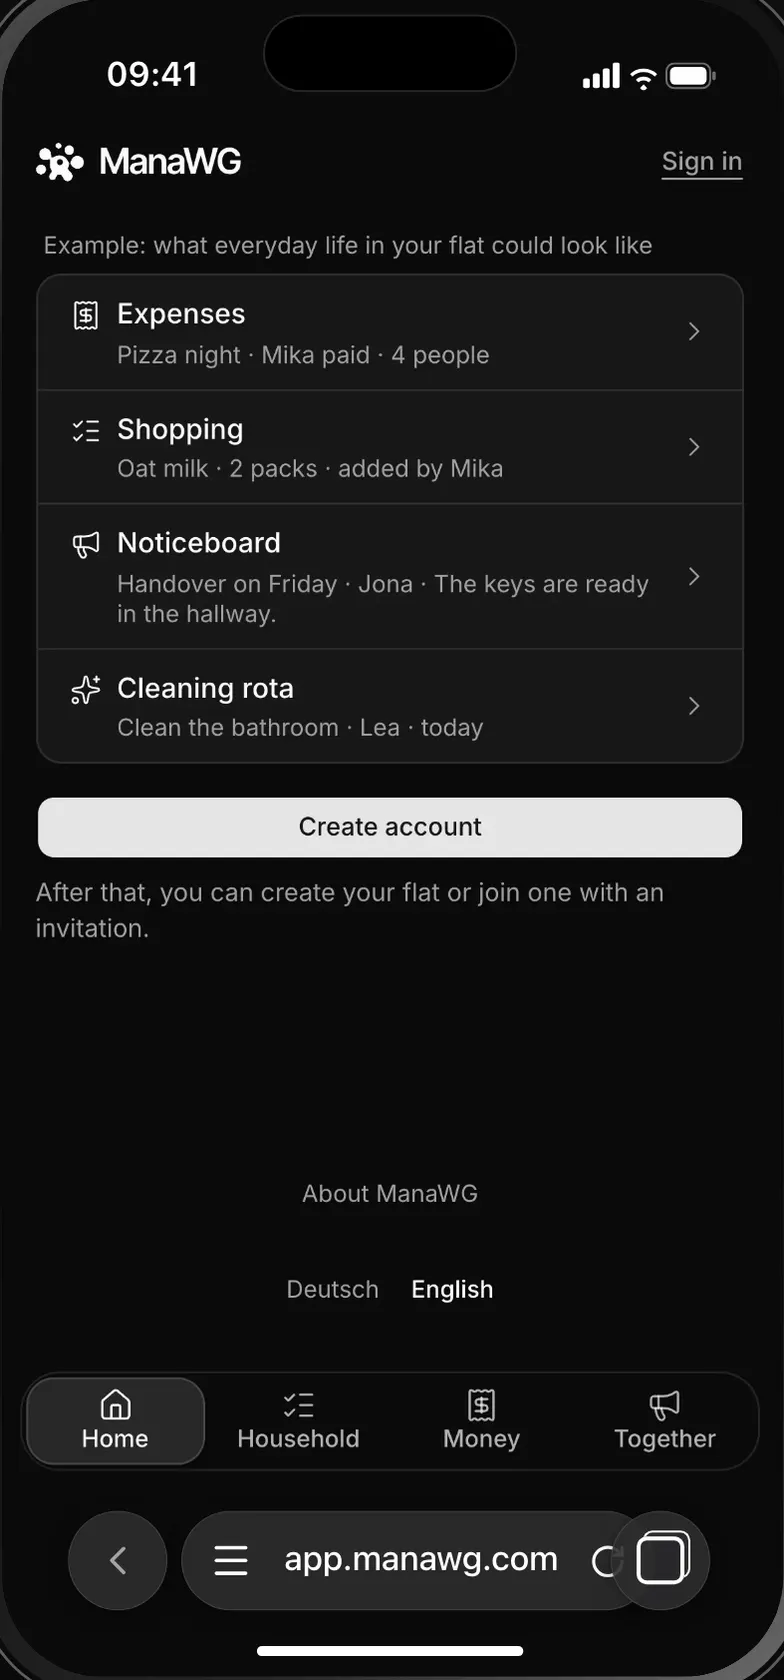 09:41
ManaWG
Sign in
Example: what everyday life in your flat could look like
Expenses
Pizza night · Mika paid · 4 people
Shopping
Oat milk · 2 packs · added by Mika
Noticeboard
Handover on Friday · Jona · The keys are ready
in the hallway.
Cleaning rota
Clean the bathroom · Lea · today
Create account
After that, you can create your flat or join one with an
invitation.
About ManaWG
Deutsch English
Home Household Money Together
app.manawg.com